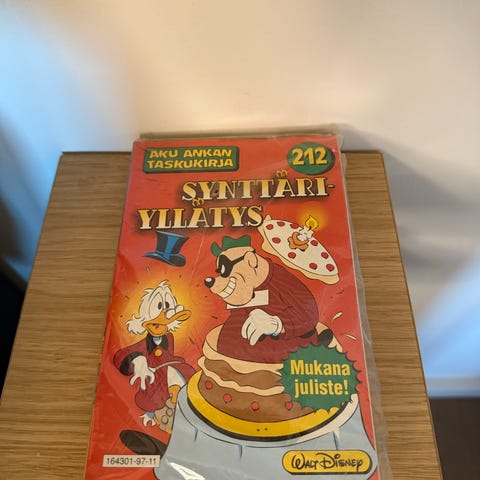 AKU ANKAN
TASKUKIRJA
212
SYNTTÄRI-
YLLÄTYS
Mukana
juliste!
164301-97-11
WALT DISNEY